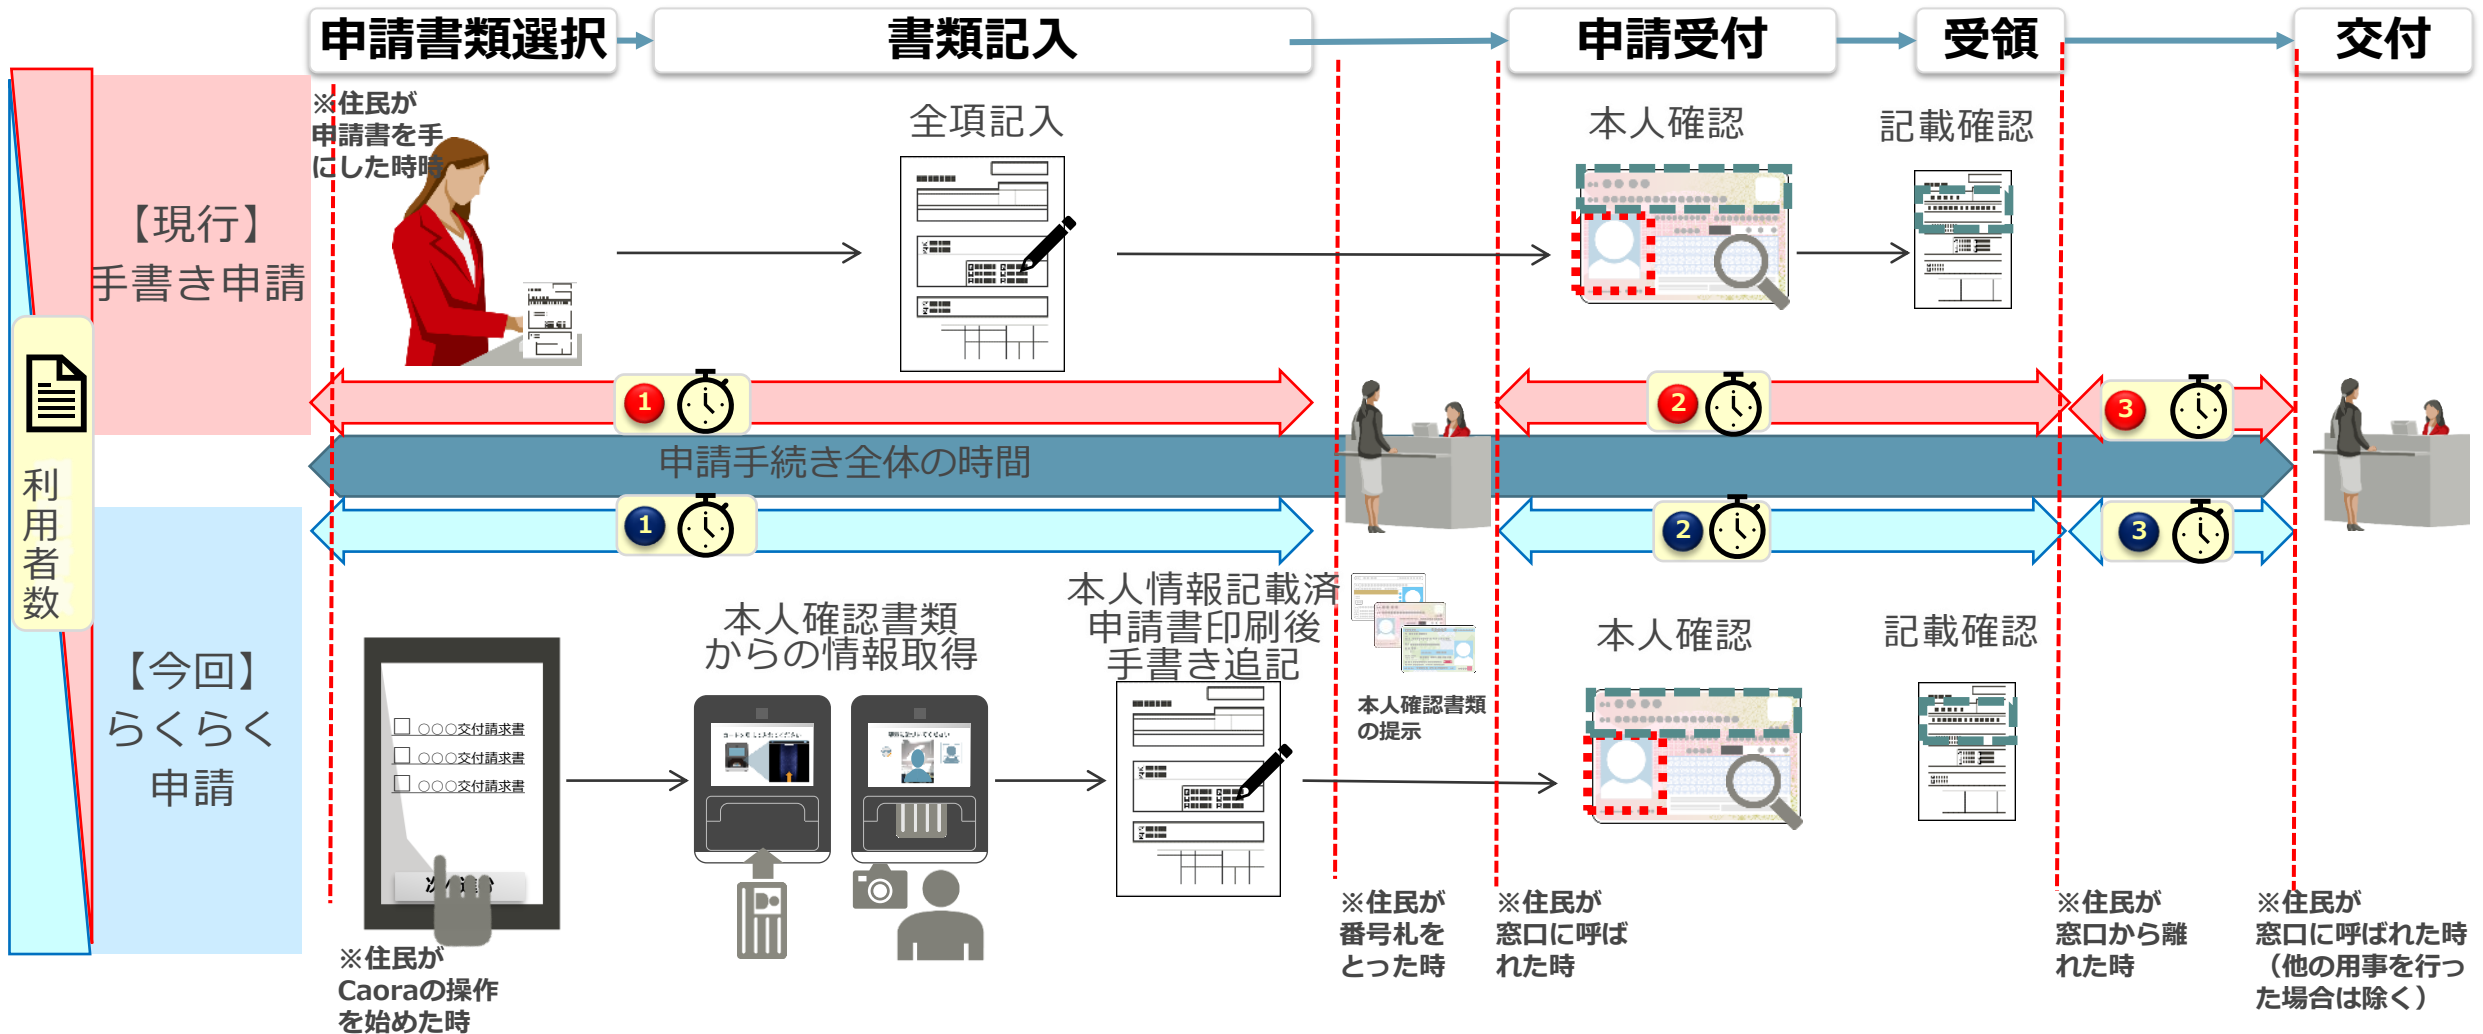 申請書類選択
書類記入
申請受付
受領
交付
※住民が
申請書を手
にした時時
全項記入
本人確認
記載確認
【現行】
手書き申請
1
2
3
申請手続き全体の時間
利用者数
1
2
3
【今回】
らくらく
申請
本人確認書類
からの情報取得
本人情報記載済
申請書印刷後
手書き追記
本人確認書類
の提示
本人確認
記載確認
〇〇〇交付請求書
〇〇〇交付請求書
〇〇〇交付請求書
※住民が
Caoraの操作
を始めた時
※住民が
番号札を
とった時
※住民が
窓口に呼ば
れた時
※住民が
窓口から離
れた時
※住民が
窓口に呼ばれた時
（他の用事を行っ
た場合は除く）